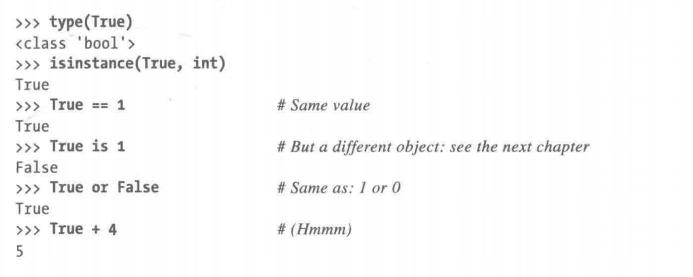 >>> type(True)
<class 'bool'>
>>> isinstance(True, int)
True
>>> True == 1 # Same value
True
>>> True is 1 # But a different object: see the next chapter
False
>>> True or False # Same as: 1 or 0
True
>>> True + 4 # (Hmmm)
5